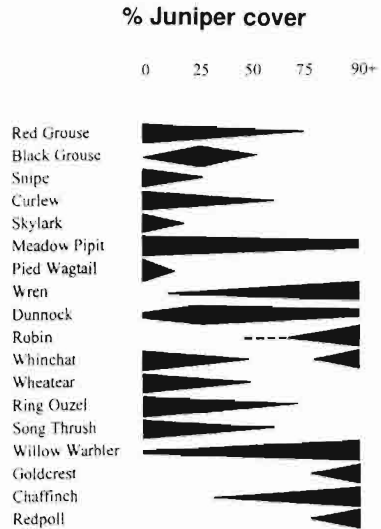 % Juniper cover
0 25 50 75 90+
Red Grouse
Black Grouse
Snipe
Curlew
Skylark
Meadow Pipit
Pied Wagtail
Wren
Dunnock
Robin
Whinchat
Wheatear
Ring Ouzel
Song Thrush
Willow Warbler
Goldcrest
Chaffinch
Redpoll